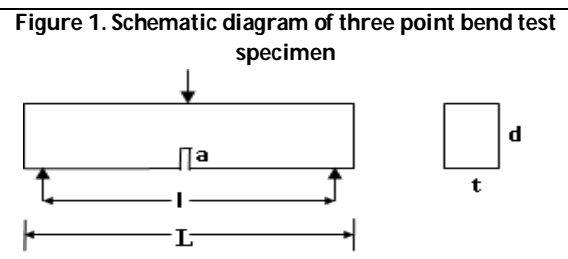 Figure 1. Schematic diagram of three point bend test
specimen
a
d
t
l
L